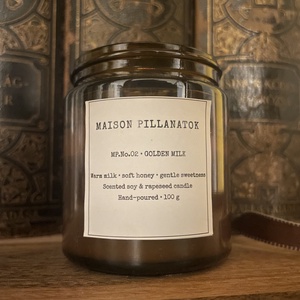 MAISON PILLANATOK
MP.No.02 • GOLDEN MILK
Warm milk • soft honey • gentle sweetness
Scented soy & rapeseed candle
Hand-poured • 100 g